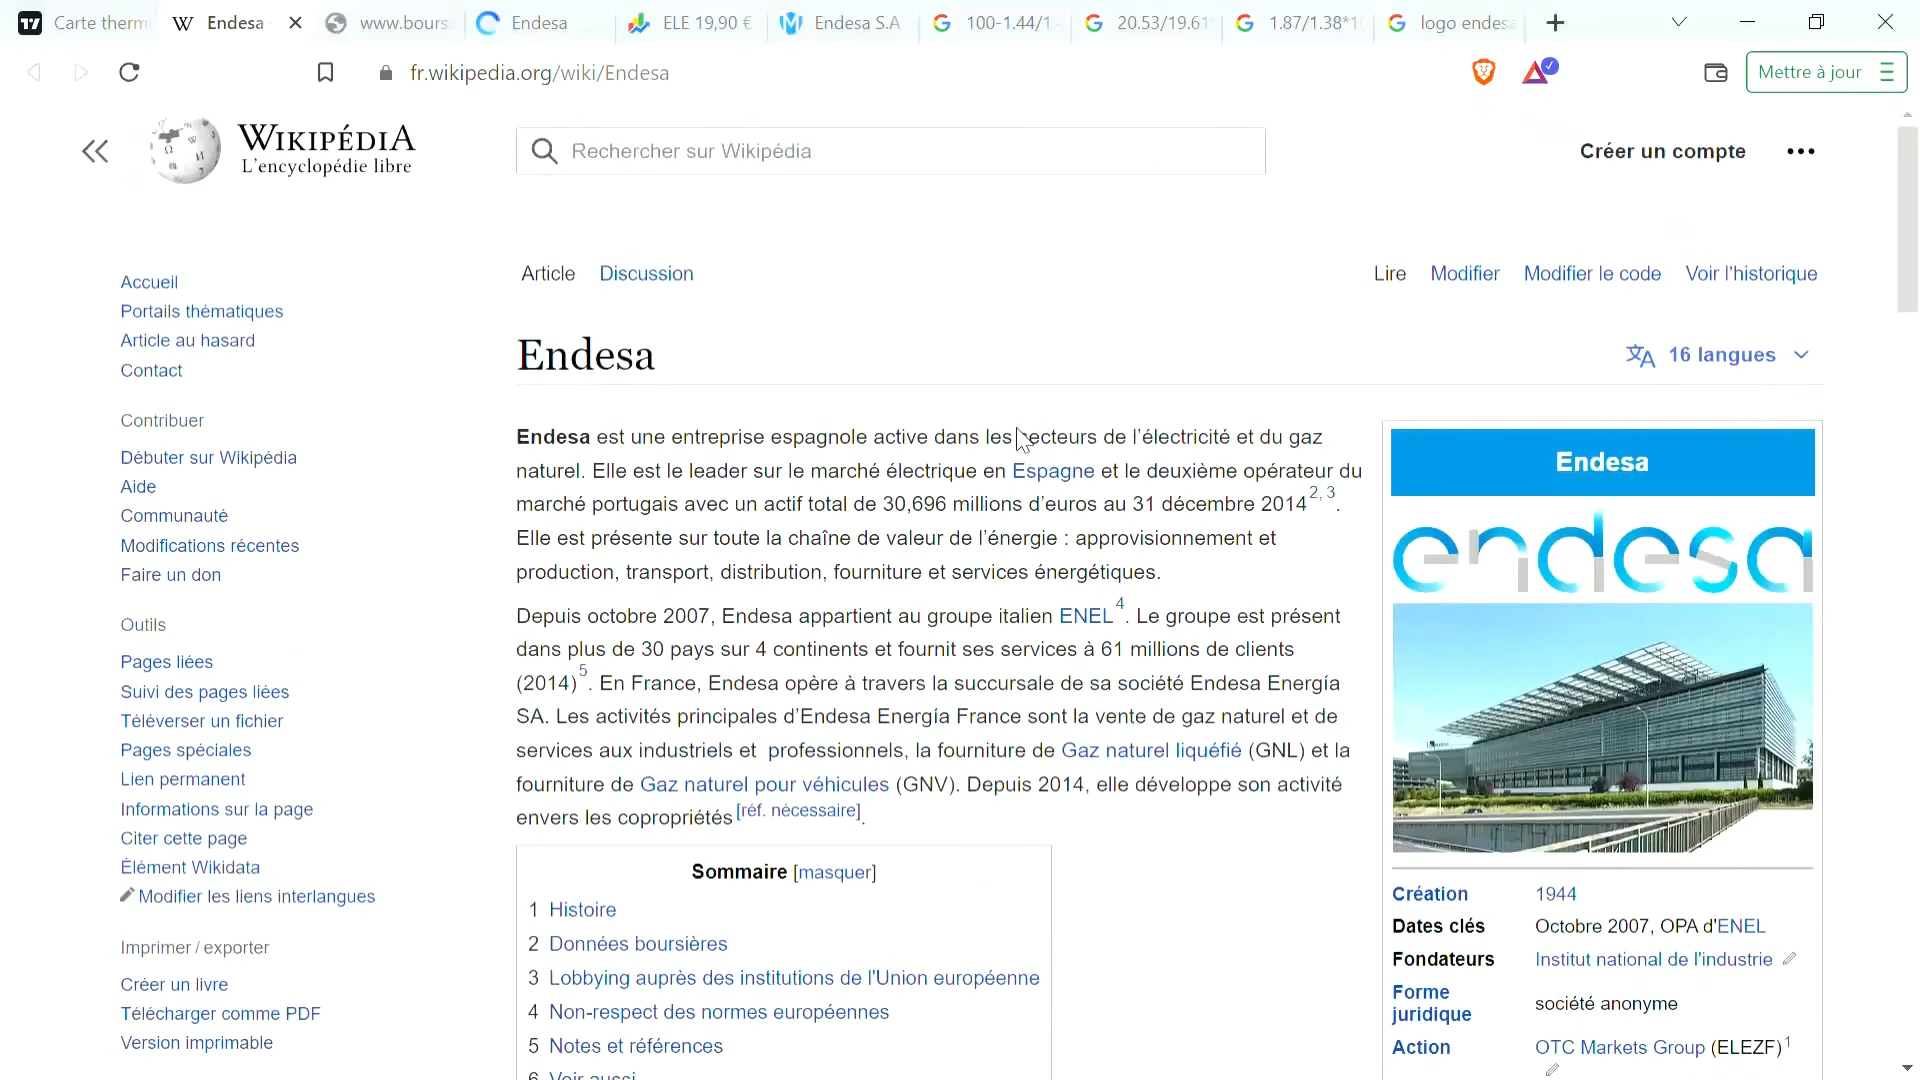 Carte therm
Endesa
www.bours
Endesa
ELE 19,90 €
Endesa S.A
100-1.44/1
20.53/19.61
1.87/1.38*1
logo endesa
fr.wikipedia.org/wiki/Endesa
Mettre à jour
WIKIPÉDIA
L'encyclopédie libre
Rechercher sur Wikipédia
Créer un compte
Accueil
Portails thématiques
Article au hasard
Contact
Contribuer
Débuter sur Wikipédia
Aide
Communauté
Modifications récentes
Faire un don
Outils
Pages liées
Suivi des pages liées
Téléverser un fichier
Pages spéciales
Lien permanent
Informations sur la page
Citer cette page
Élément Wikidata
Modifier les liens interlangues
Imprimer / exporter
Créer un livre
Télécharger comme PDF
Version imprimable
Article Discussion
Lire Modifier Modifier le code Voir l'historique
Endesa
16 langues
Endesa est une entreprise espagnole active dans les secteurs de l'électricité et du gaz
naturel. Elle est le leader sur le marché électrique en Espagne et le deuxième opérateur du
marché portugais avec un actif total de 30,696 millions d'euros au 31 décembre 2014 2, 3.
Elle est présente sur toute la chaîne de valeur de l'énergie : approvisionnement et
production, transport, distribution, fourniture et services énergétiques.
Depuis octobre 2007, Endesa appartient au groupe italien ENEL 4. Le groupe est présent
dans plus de 30 pays sur 4 continents et fournit ses services à 61 millions de clients
(2014) 5. En France, Endesa opère à travers la succursale de sa société Endesa Energía
SA. Les activités principales d'Endesa Energía France sont la vente de gaz naturel et de
services aux industriels et professionnels, la fourniture de Gaz naturel liquéfié (GNL) et la
fourniture de Gaz naturel pour véhicules (GNV). Depuis 2014, elle développe son activité
envers les copropriétés [réf. nécessaire].
Sommaire [masquer]
1 Histoire
2 Données boursières
3 Lobbying auprès des institutions de l'Union européenne
4 Non-respect des normes européennes
5 Notes et références
6 Voir aussi
Endesa
endesa
Création 1944
Dates clés Octobre 2007, OPA d'ENEL
Fondateurs Institut national de l'industrie
Forme
juridique société anonyme
Action OTC Markets Group (ELEZF) 1